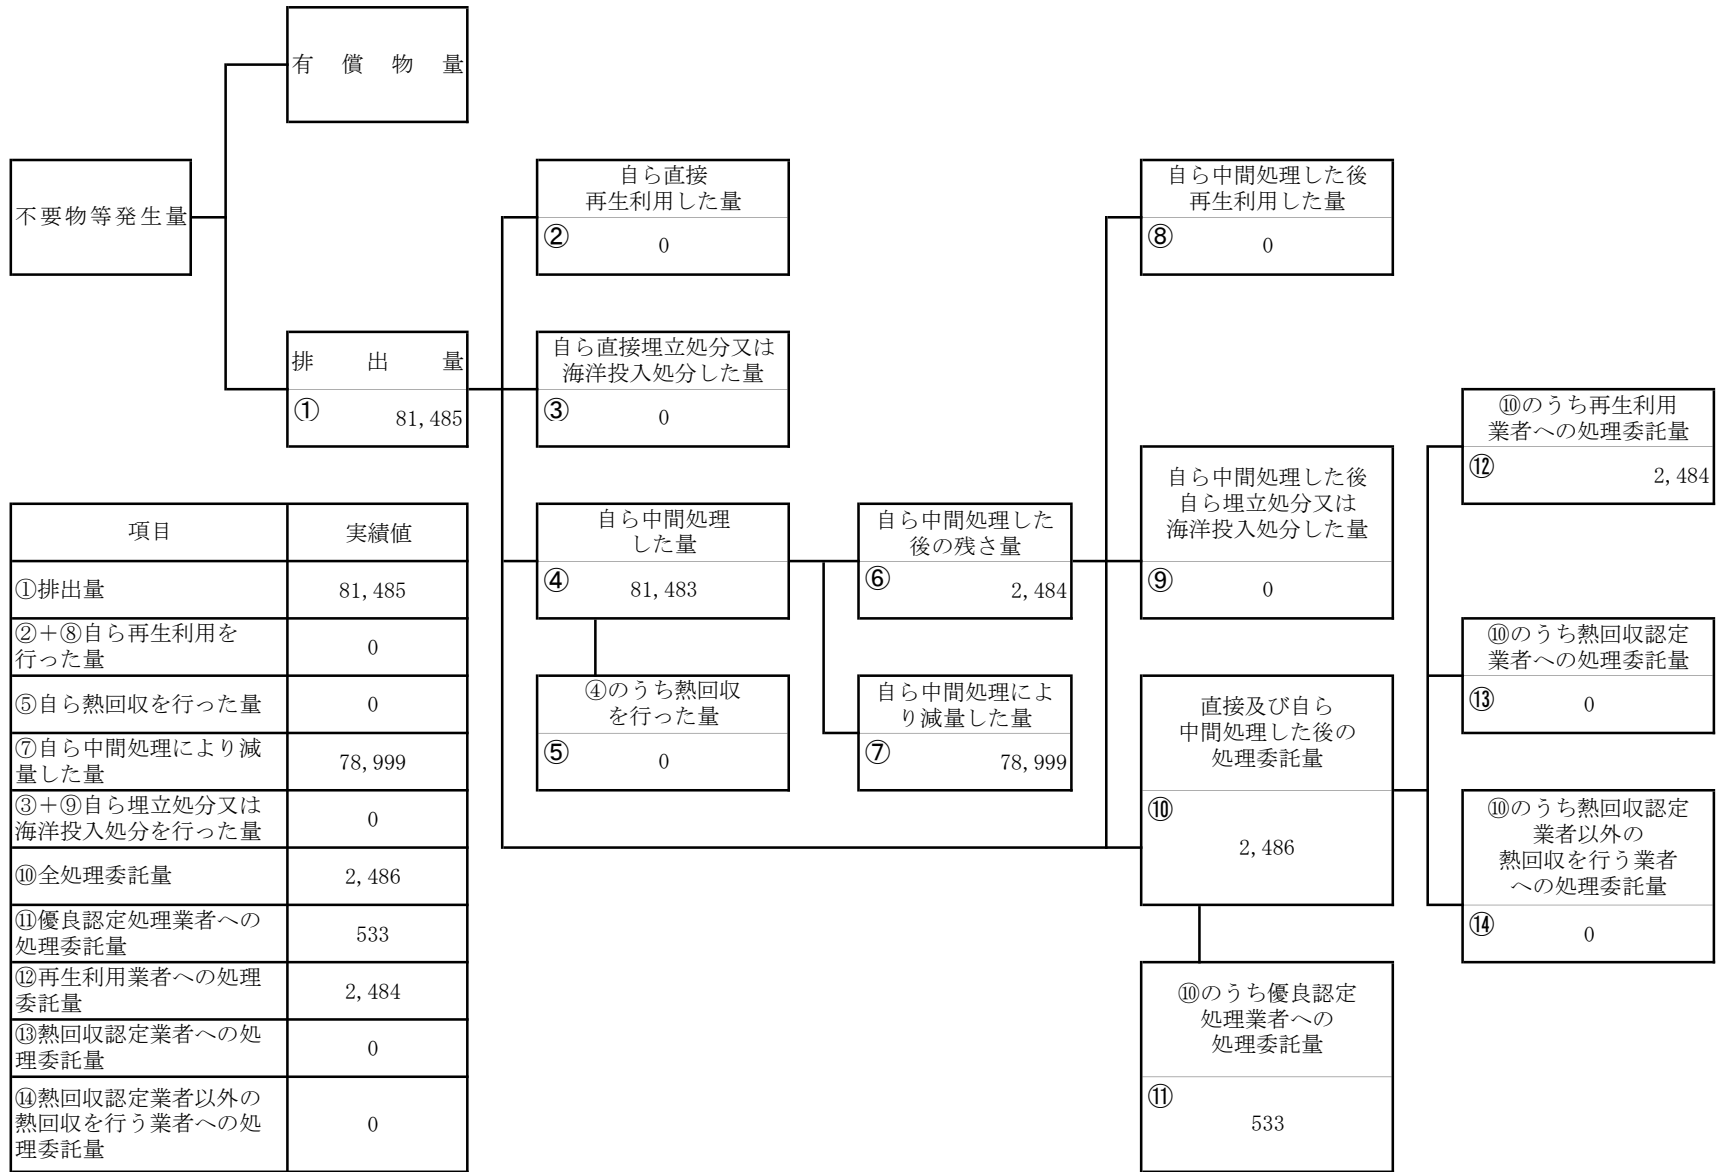 有償物量
不要物等発生量
排出量
① 81,485
自ら直接
再生利用した量
② 0
自ら直接埋立処分又は
海洋投入処分した量
③ 0
自ら中間処理
した量
④ 81,483
④のうち熱回収
を行った量
⑤ 0
自ら中間処理した
後の残さ量
⑥ 2,484
自ら中間処理によ
り減量した量
⑦ 78,999
自ら中間処理した後
再生利用した量
⑧ 0
自ら中間処理した後
自ら埋立処分又は
海洋投入処分した量
⑨ 0
直接及び自ら
中間処理した後の
処理委託量
⑩
2,486
⑩のうち優良認定
処理業者への
処理委託量
⑪
533
⑩のうち再生利用
業者への処理委託量
⑫ 2,484
⑩のうち熱回収認定
業者への処理委託量
⑬ 0
⑩のうち熱回収認定
業者以外の
熱回収を行う業者
への処理委託量
⑭ 0
項目 実績値
①排出量 81,485
②+⑧自ら再生利用を
行った量 0
⑤自ら熱回収を行った量 0
⑦自ら中間処理により減
量した量 78,999
③+⑨自ら埋立処分又は
海洋投入処分を行った量 0
⑩全処理委託量 2,486
⑪優良認定処理業者への
処理委託量 533
⑫再生利用業者への処理
委託量 2,484
⑬熱回収認定業者への処
理委託量 0
⑭熱回収認定業者以外の
熱回収を行う業者への処
理委託量 0